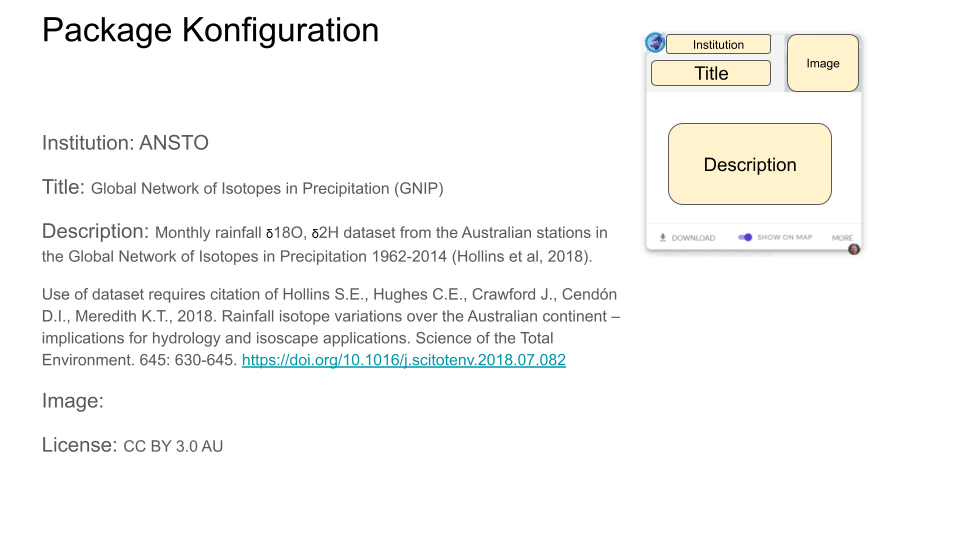 Package Konfiguration
Institution: ANSTO
Title: Global Network of Isotopes in Precipitation (GNIP)
Description: Monthly rainfall δ18O, δ2H dataset from the Australian stations in
the Global Network of Isotopes in Precipitation 1962-2014 (Hollins et al, 2018).
Use of dataset requires citation of Hollins S.E., Hughes C.E., Crawford J., Cendón
D.I., Meredith K.T., 2018. Rainfall isotope variations over the Australian continent –
implications for hydrology and isoscape applications. Science of the Total
Environment. 645: 630-645. https://doi.org/10.1016/j.scitotenv.2018.07.082
Image:
License: CC BY 3.0 AU
Institution
Title
Image
Description
DOWNLOAD SHOW ON MAP MORE